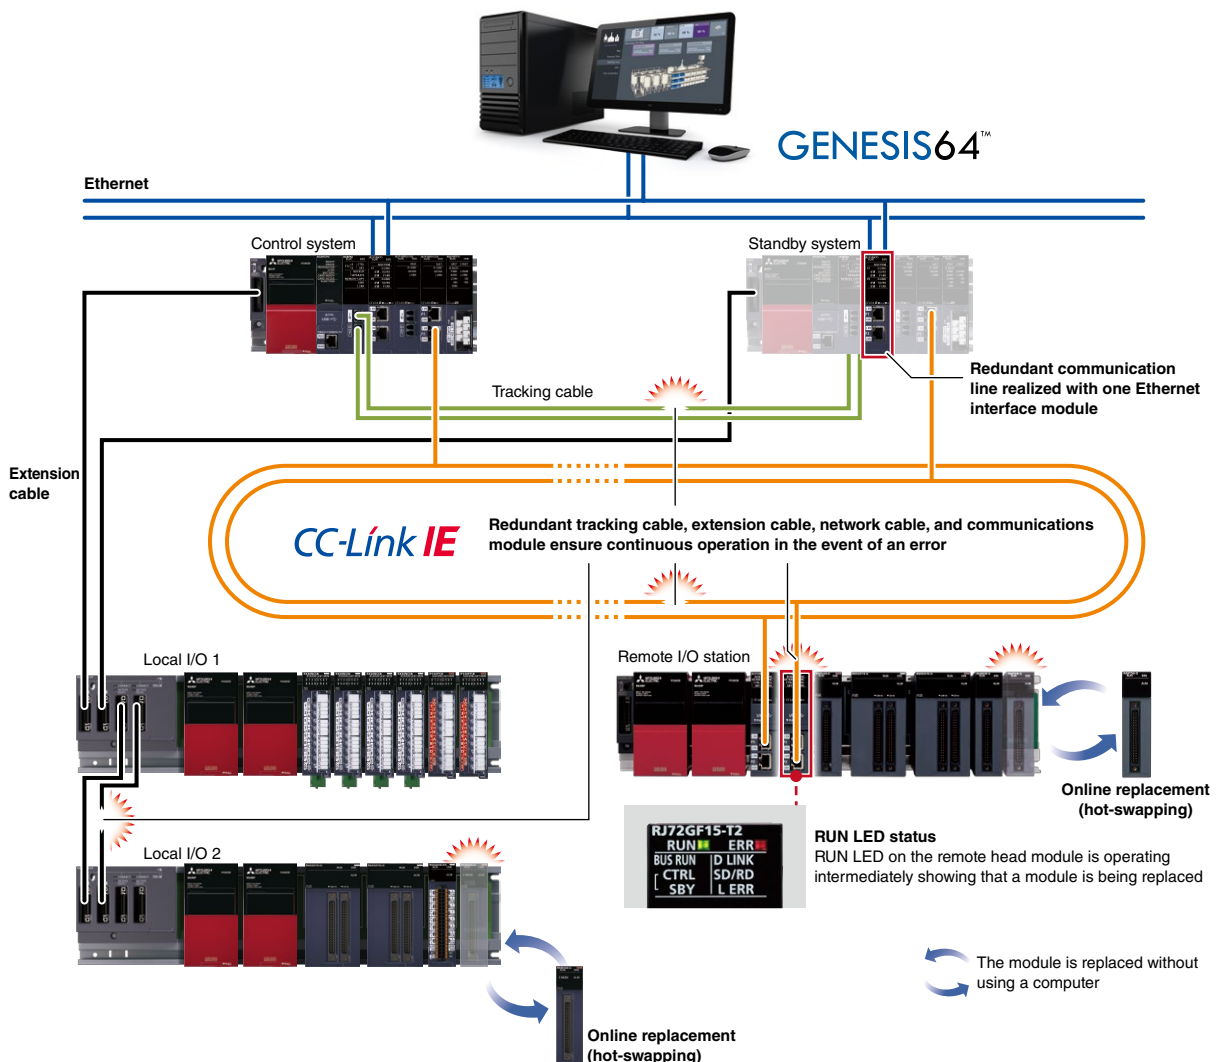 GENESIS64™
Ethernet
Control system
Standby system
Tracking cable
Redundant communication
line realized with one Ethernet
interface module
Extension
cable
CC-Link IE
Redundant tracking cable, extension cable, network cable, and communications
module ensure continuous operation in the event of an error
Local I/O 1
Remote I/O station
Online replacement
(hot-swapping)
RJ72GF15-T2
RUN ERR
BUS RUN D LINK
CTRL SD/RD
SBY L ERR
RUN LED status
RUN LED on the remote head module is operating
intermediately showing that a module is being replaced
Local I/O 2
The module is replaced without
using a computer
Online replacement
(hot-swapping)